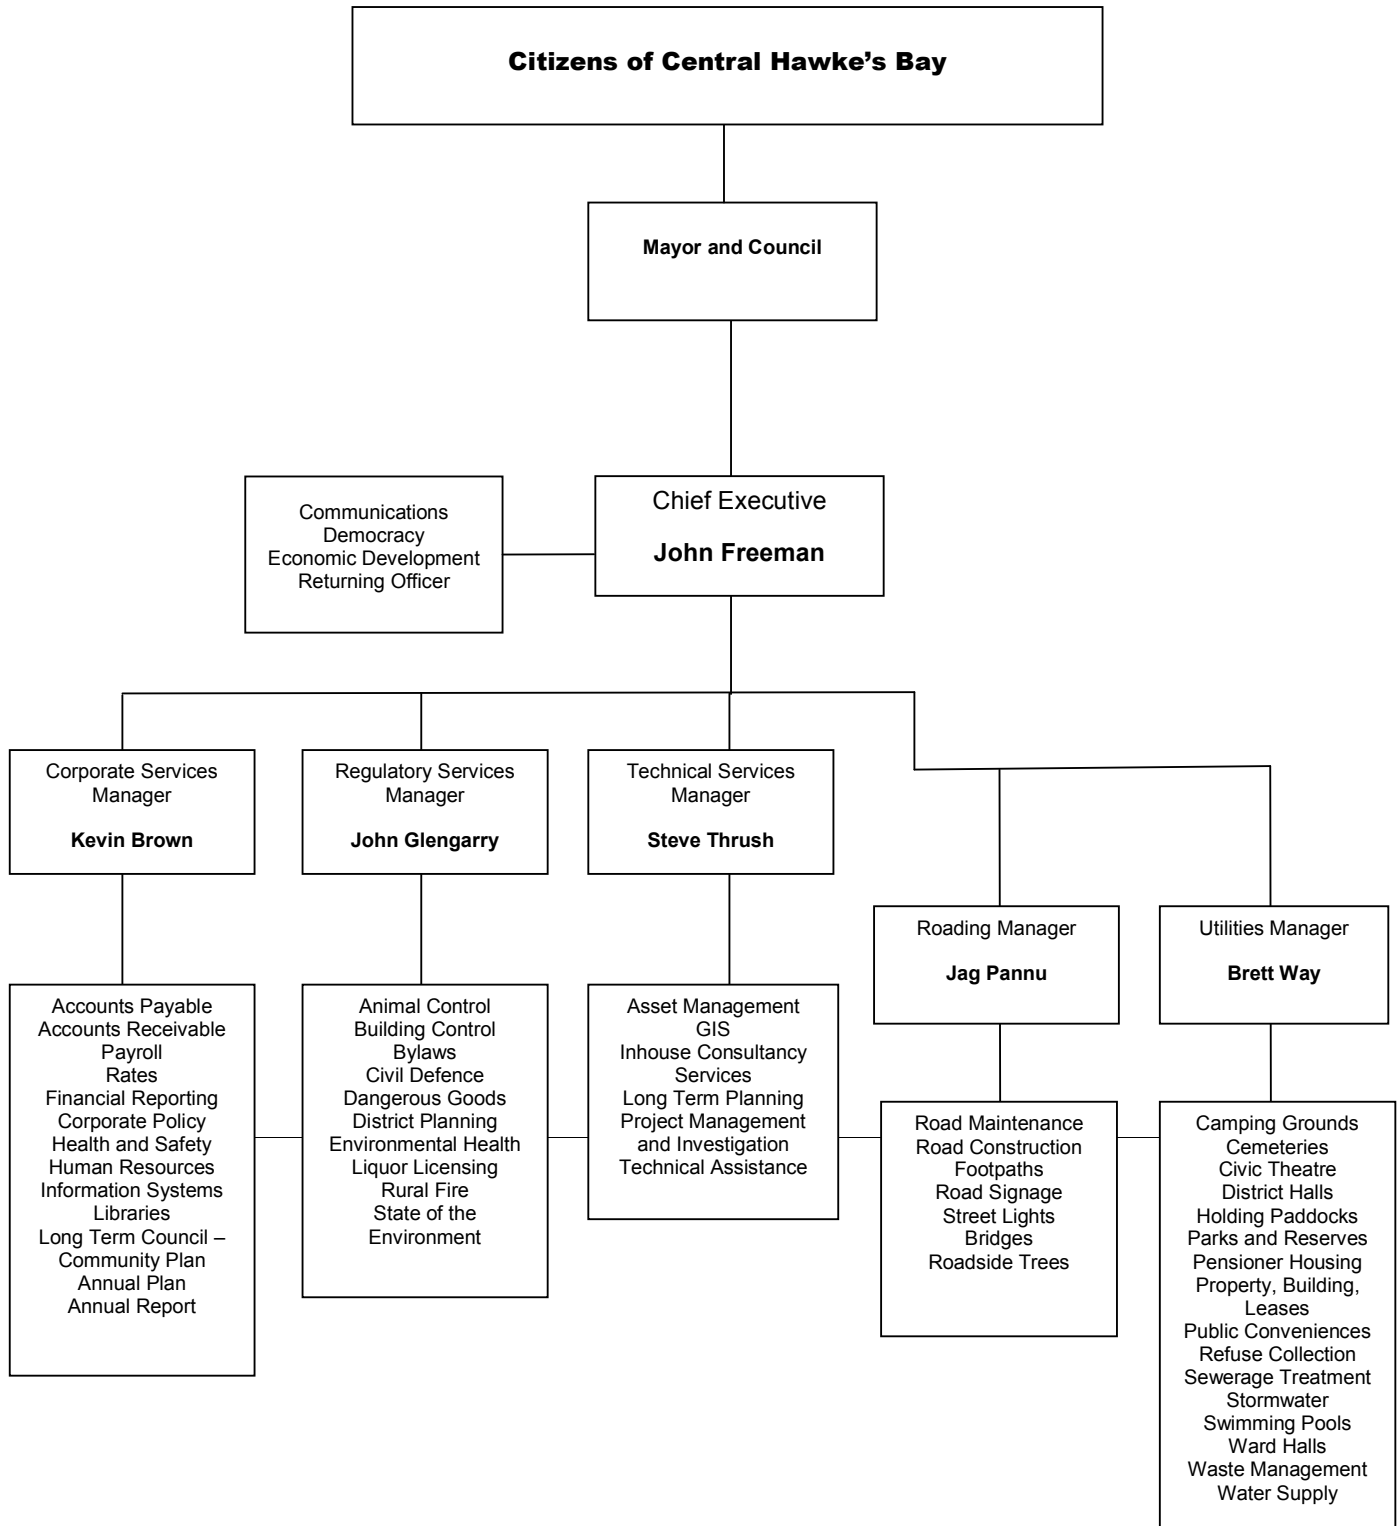 Citizens of Central Hawke's Bay
Mayor and Council
Communications
Democracy
Economic Development
Returning Officer
Chief Executive
John Freeman
Corporate Services
Manager
Kevin Brown
Regulatory Services
Manager
John Glengarry
Technical Services
Manager
Steve Thrush
Roading Manager
Jag Pannu
Utilities Manager
Brett Way
Accounts Payable
Accounts Receivable
Payroll
Rates
Financial Reporting
Corporate Policy
Health and Safety
Human Resources
Information Systems
Libraries
Long Term Council –
Community Plan
Annual Plan
Annual Report
Animal Control
Building Control
Bylaws
Civil Defence
Dangerous Goods
District Planning
Environmental Health
Liquor Licensing
Rural Fire
State of the
Environment
Asset Management
GIS
Inhouse Consultancy
Services
Long Term Planning
Project Management
and Investigation
Technical Assistance
Road Maintenance
Road Construction
Footpaths
Road Signage
Street Lights
Bridges
Roadside Trees
Camping Grounds
Cemeteries
Civic Theatre
District Halls
Holding Paddocks
Parks and Reserves
Pensioner Housing
Property, Building,
Leases
Public Conveniences
Refuse Collection
Sewerage Treatment
Stormwater
Swimming Pools
Ward Halls
Waste Management
Water Supply